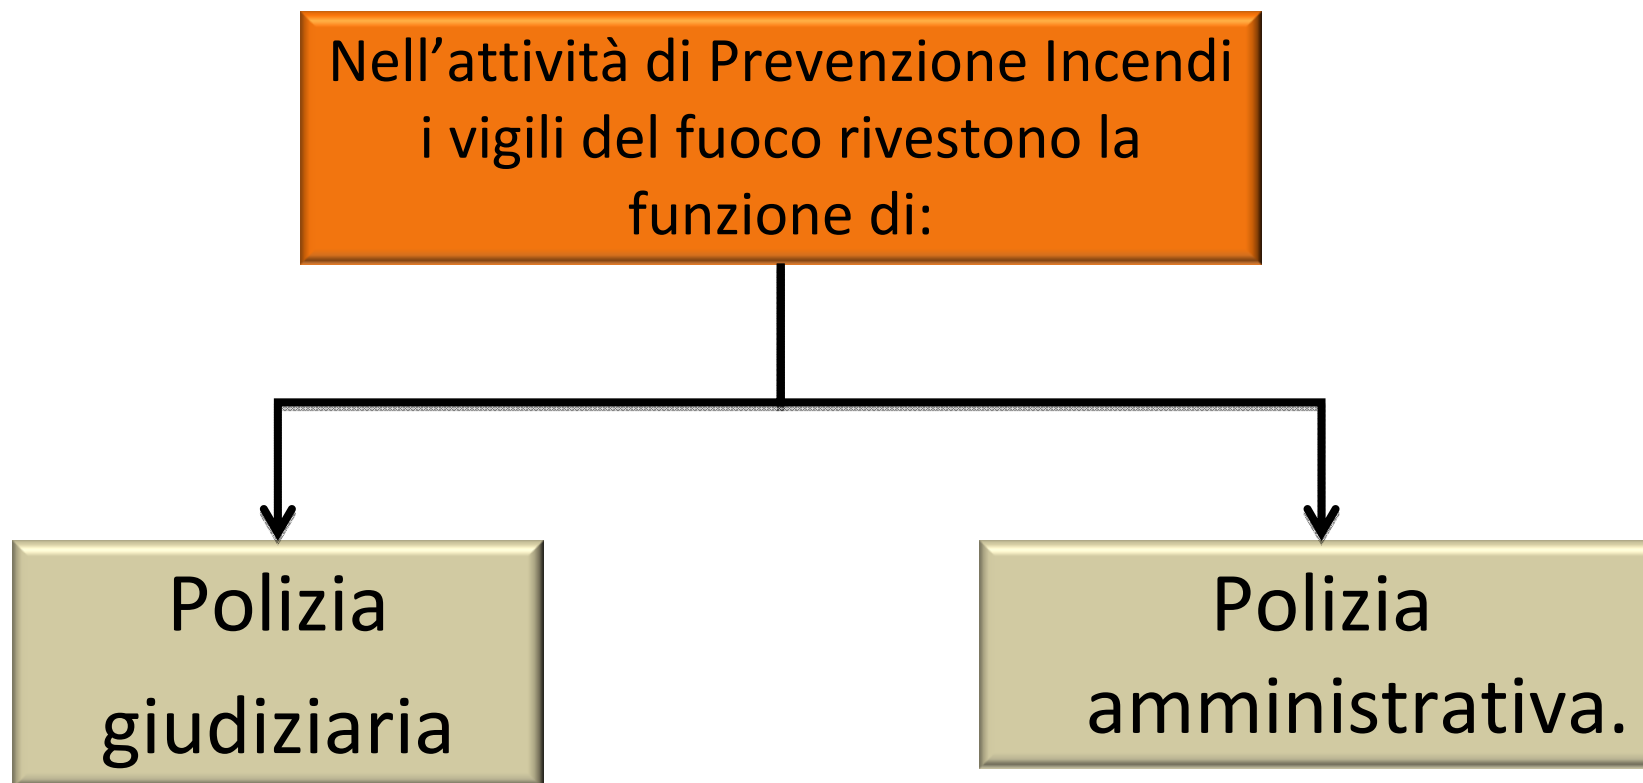 Nell’attività di Prevenzione Incendi
i vigili del fuoco rivestono la
funzione di:
Polizia
giudiziaria
Polizia
amministrativa.